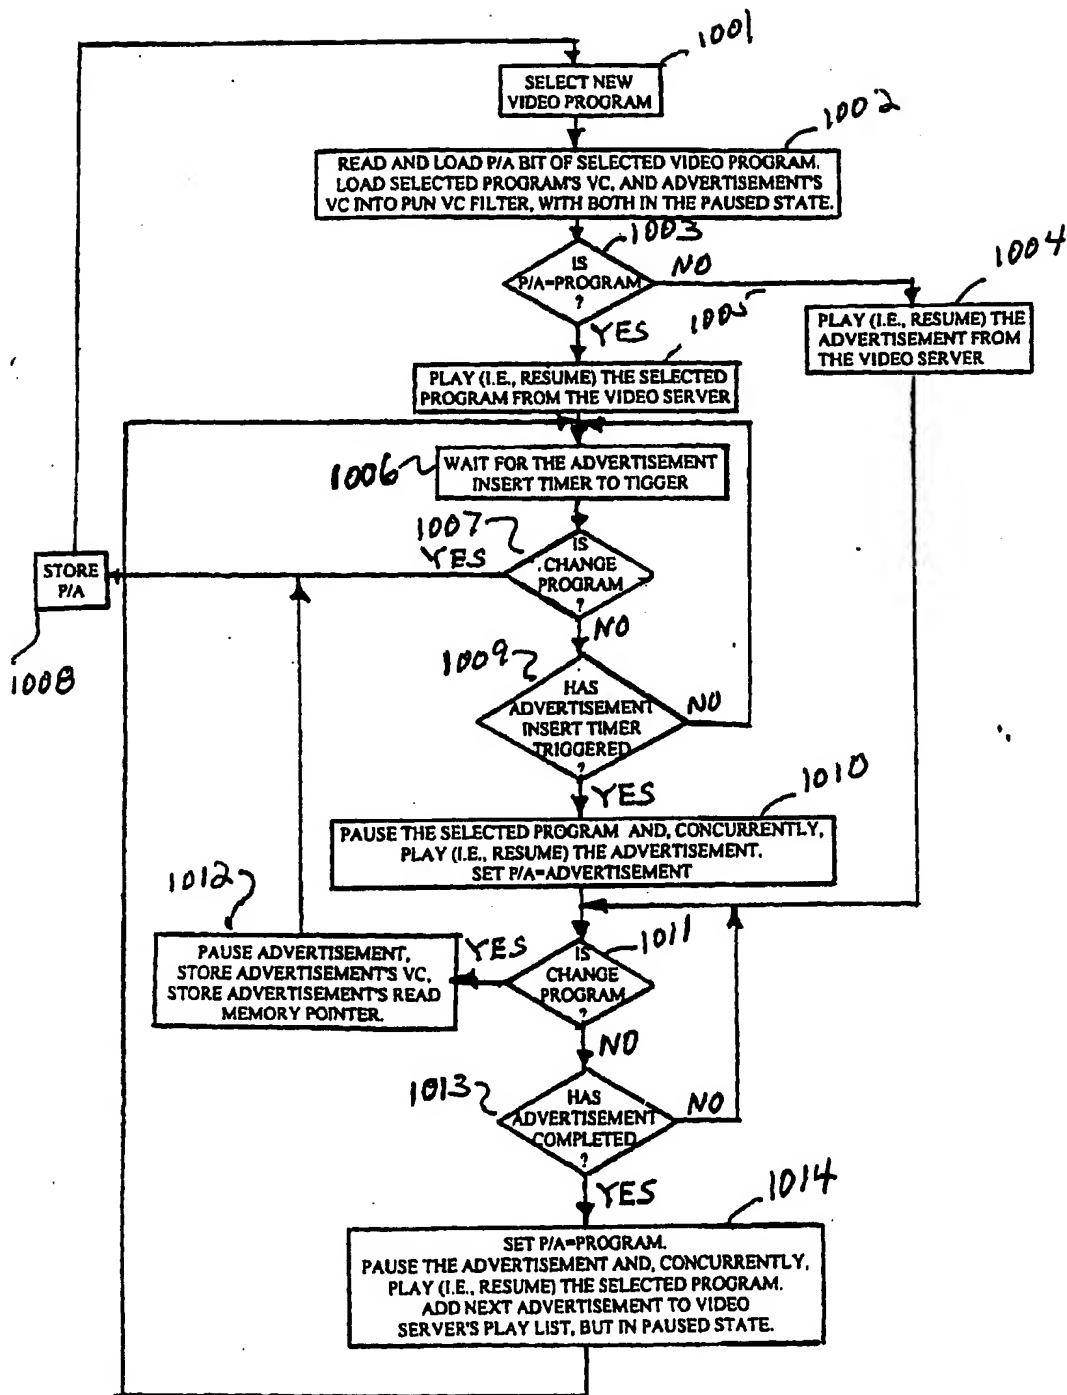 1001
SELECT NEW
VIDEO PROGRAM
1002
READ AND LOAD P/A BIT OF SELECTED VIDEO PROGRAM.
LOAD SELECTED PROGRAM'S VC, AND ADVERTISEMENT'S
VC INTO PUN VC FILTER, WITH BOTH IN THE PAUSED STATE.
1003
IS
P/A=PROGRAM
?
NO
1004
YES
1005
PLAY (I.E., RESUME) THE
ADVERTISEMENT FROM
THE VIDEO SERVER
PLAY (I.E., RESUME) THE SELECTED
PROGRAM FROM THE VIDEO SERVER
1006
WAIT FOR THE ADVERTISEMENT
INSERT TIMER TO TIGGER
1007
YES
IS
CHANGE
PROGRAM
?
STORE
P/A
1008
NO
1009
HAS
ADVERTISEMENT
INSERT TIMER
TRIGGERED
?
NO
YES
1010
PAUSE THE SELECTED PROGRAM AND, CONCURRENTLY,
PLAY (I.E., RESUME) THE ADVERTISEMENT.
SET P/A=ADVERTISEMENT
1012
PAUSE ADVERTISEMENT,
STORE ADVERTISEMENT'S VC,
STORE ADVERTISEMENT'S READ
MEMORY POINTER.
YES
1011
IS
CHANGE
PROGRAM
?
NO
1013
HAS
ADVERTISEMENT
COMPLETED
?
NO
YES
1014
SET P/A=PROGRAM.
PAUSE THE ADVERTISEMENT AND, CONCURRENTLY,
PLAY (I.E., RESUME) THE SELECTED PROGRAM.
ADD NEXT ADVERTISEMENT TO VIDEO
SERVER'S PLAY LIST, BUT IN PAUSED STATE.